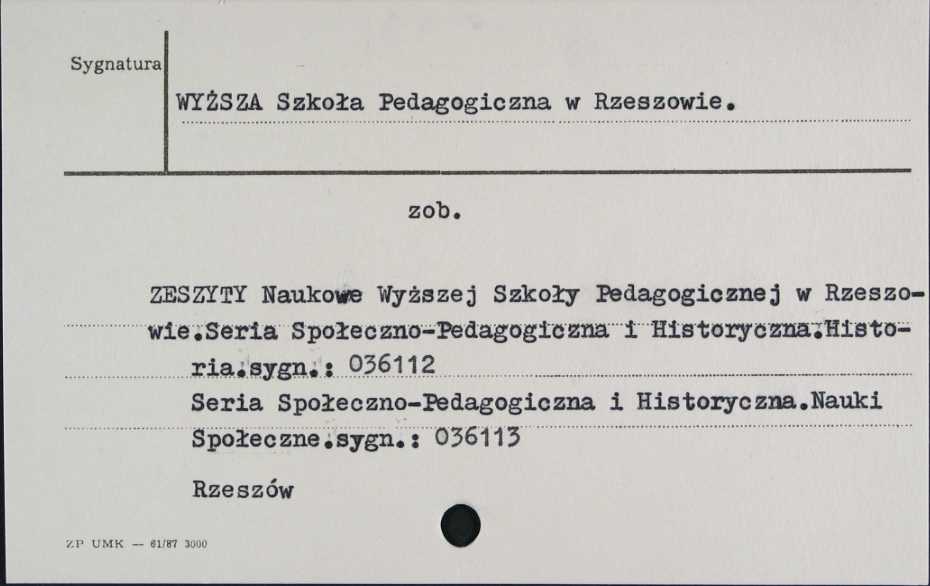 Sygnatura
WYŻSZA Szkoła Pedagogiczna w Rzeszowie.
zob.
ZESZYTY Naukowe Wyższej Szkoły Pedagogicznej w Rzeszo-
wie.Seria Społeczno-Pedagogiczna i Historyczna.Histo-
ria.sygn.: 036112
Seria Społeczno-Pedagogiczna i Historyczna.Nauki
Społeczne.sygn.: 036113
Rzeszów
ZP UMK — 61/87 3000